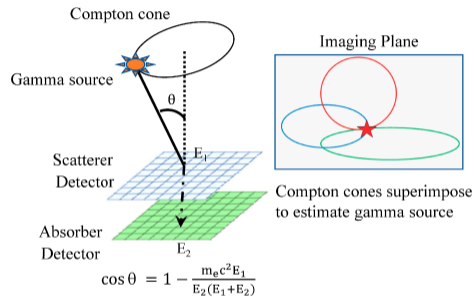 Compton cone
Gamma source
θ
E₁
Scatterer
Detector
Absorber
Detector
E₂
cos θ = 1 − mₑc²E₁ / E₂(E₁+E₂)
Imaging Plane
Compton cones superimpose
to estimate gamma source